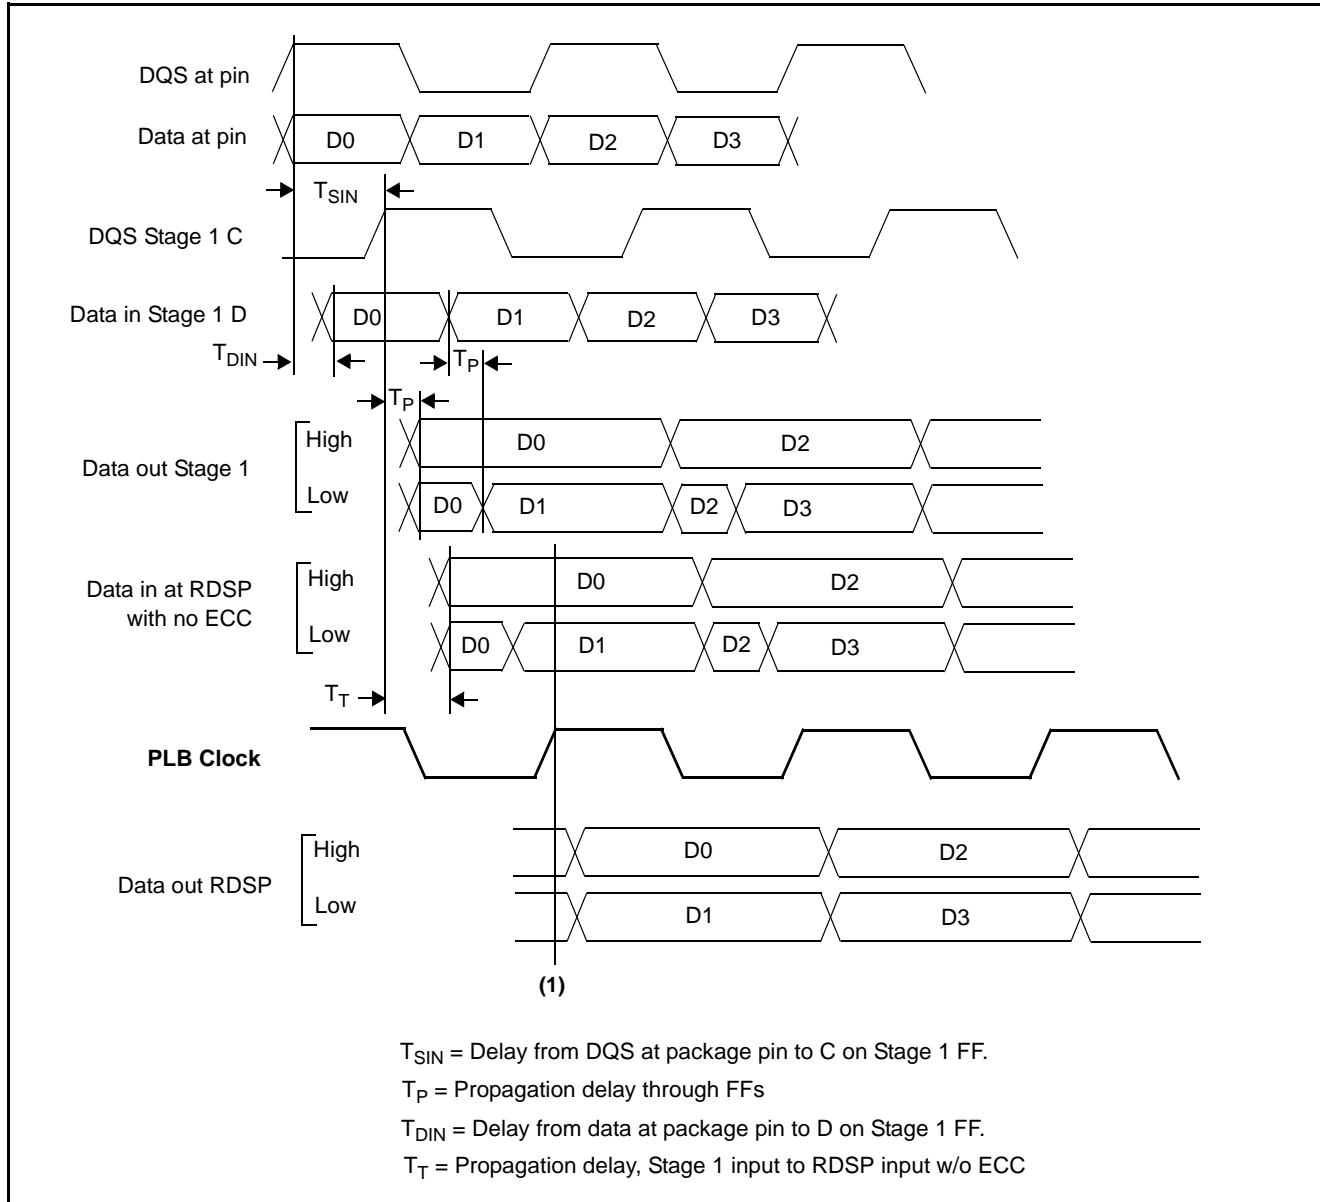 DQS at pin
Data at pin
D0 D1 D2 D3
TSIN
DQS Stage 1 C
Data in Stage 1 D
D0 D1 D2 D3
TDIN
TP
TP
Data out Stage 1
High
D0 D2
Low
D0 D1 D2 D3
Data in at RDSP
with no ECC
High
D0 D2
Low
D0 D1 D2 D3
TT
PLB Clock
Data out RDSP
High
D0 D2
Low
D1 D3
(1)
TSIN = Delay from DQS at package pin to C on Stage 1 FF.
TP = Propagation delay through FFs
TDIN = Delay from data at package pin to D on Stage 1 FF.
TT = Propagation delay, Stage 1 input to RDSP input w/o ECC